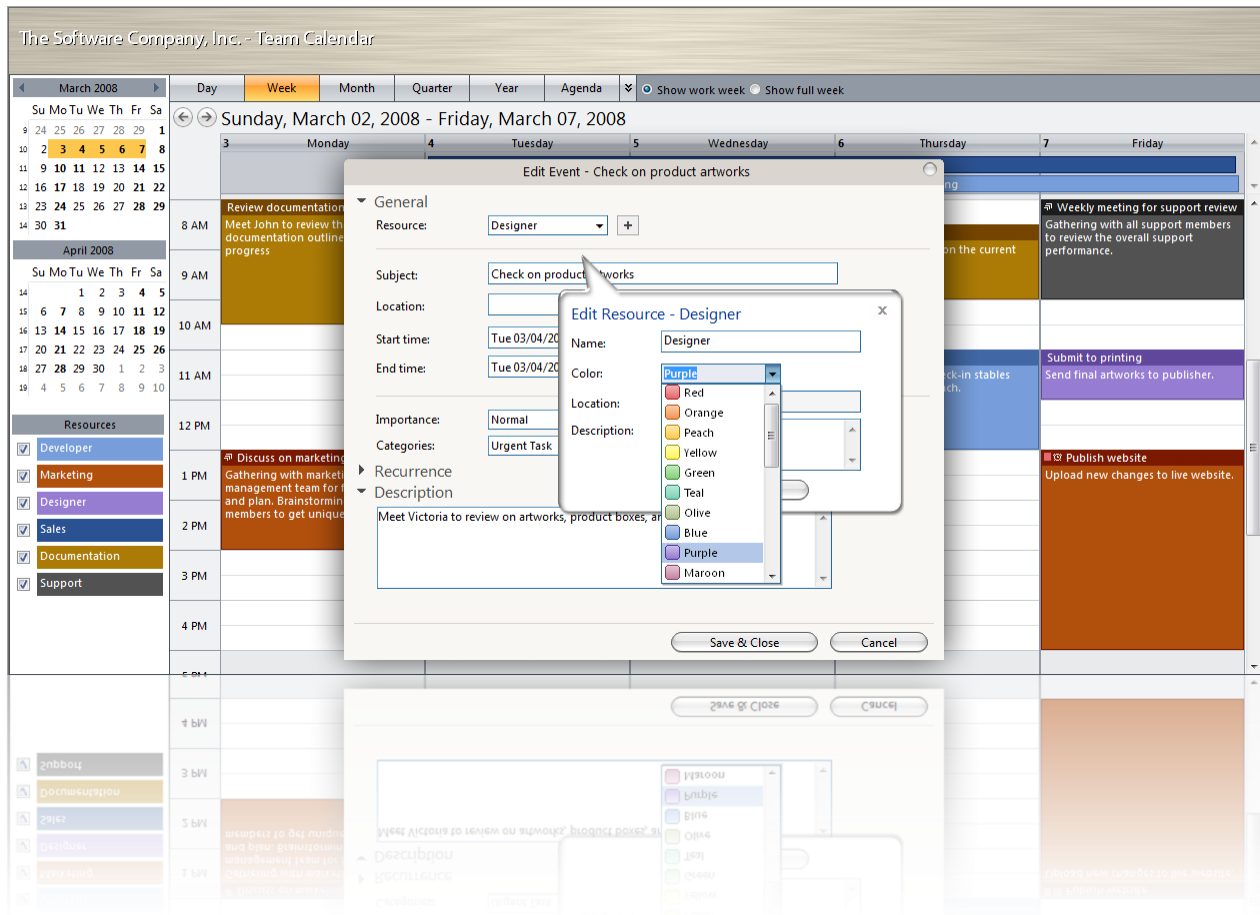 The Software Company, Inc. - Team Calendar
March 2008
Su Mo Tu We Th Fr Sa
9 24 25 26 27 28 29 1
10 2 3 4 5 6 7 8
11 9 10 11 12 13 14 15
12 16 17 18 19 20 21 22
13 23 24 25 26 27 28 29
14 30 31
April 2008
Su Mo Tu We Th Fr Sa
14 1 2 3 4 5
15 6 7 8 9 10 11 12
16 13 14 15 16 17 18 19
17 20 21 22 23 24 25 26
18 27 28 29 30 1 2 3
19 4 5 6 7 8 9 10
Resources
Developer
Marketing
Designer
Sales
Documentation
Support
Day Week Month Quarter Year Agenda Show work week Show full week
Sunday, March 02, 2008 - Friday, March 07, 2008
3 Monday 4 Tuesday 5 Wednesday 6 Thursday 7 Friday
8 AM
9 AM
10 AM
11 AM
12 PM
1 PM
2 PM
3 PM
4 PM
5 PM
Review documentation
Meet John to review th
documentation outline
progress
Discuss on marketing
Gathering with marketi
management team for f
and plan. Brainstormin
members to get unique
ng
on the current
eck-in stables
ch.
Weekly meeting for support review
Gathering with all support members
to review the overall support
performance.
Submit to printing
Send final artworks to publisher.
Publish website
Upload new changes to live website.
Edit Event - Check on product artworks
General
Resource: Designer +
Subject: Check on product artworks
Location:
Start time: Tue 03/04/20
End time: Tue 03/04/20
Importance: Normal
Categories: Urgent Task
Recurrence
Description
Meet Victoria to review on artworks, product boxes, a
Save & Close Cancel
Edit Resource - Designer x
Name: Designer
Color: Purple
Location:
Description:
Red
Orange
Peach
Yellow
Green
Teal
Olive
Blue
Purple
Maroon